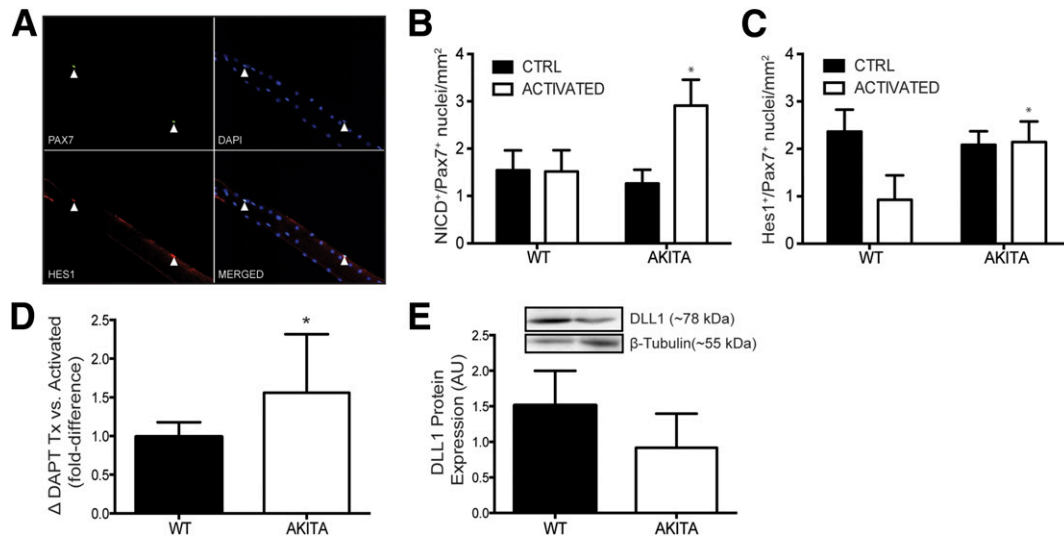 A
PAX7
DAPI
HES1
MERGED
B
NICD⁺/Pax7⁺ nuclei/mm²
4
3
2
1
0
CTRL
ACTIVATED
*
WT
AKITA
C
Hes1⁺/Pax7⁺ nuclei/mm²
4
3
2
1
0
CTRL
ACTIVATED
*
WT
AKITA
D
Δ DAPT Tx vs. Activated
(fold-difference)
2.5
2.0
1.5
1.0
0.5
0.0
*
WT
AKITA
E
DLL1 (~78 kDa)
β-Tubulin(~55 kDa)
DLL1 Protein
Expression (AU)
2.5
2.0
1.5
1.0
0.5
0.0
WT
AKITA